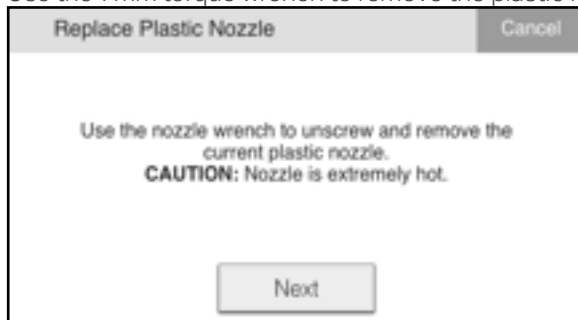 Replace Plastic Nozzle
Cancel
Use the nozzle wrench to unscrew and remove the
current plastic nozzle.
CAUTION: Nozzle is extremely hot.
Next